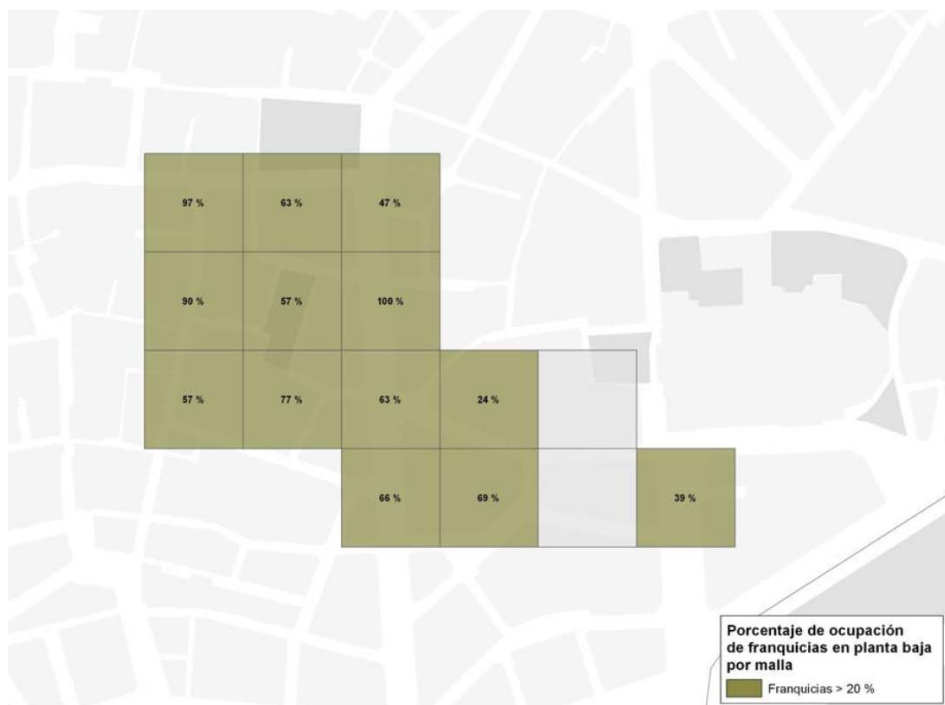 97 % 63 % 47 %
90 % 57 % 100 %
57 % 77 % 63 % 24 %
66 % 69 % 39 %
Porcentaje de ocupación
de franquicias en planta baja
por malla
Franquicias > 20 %